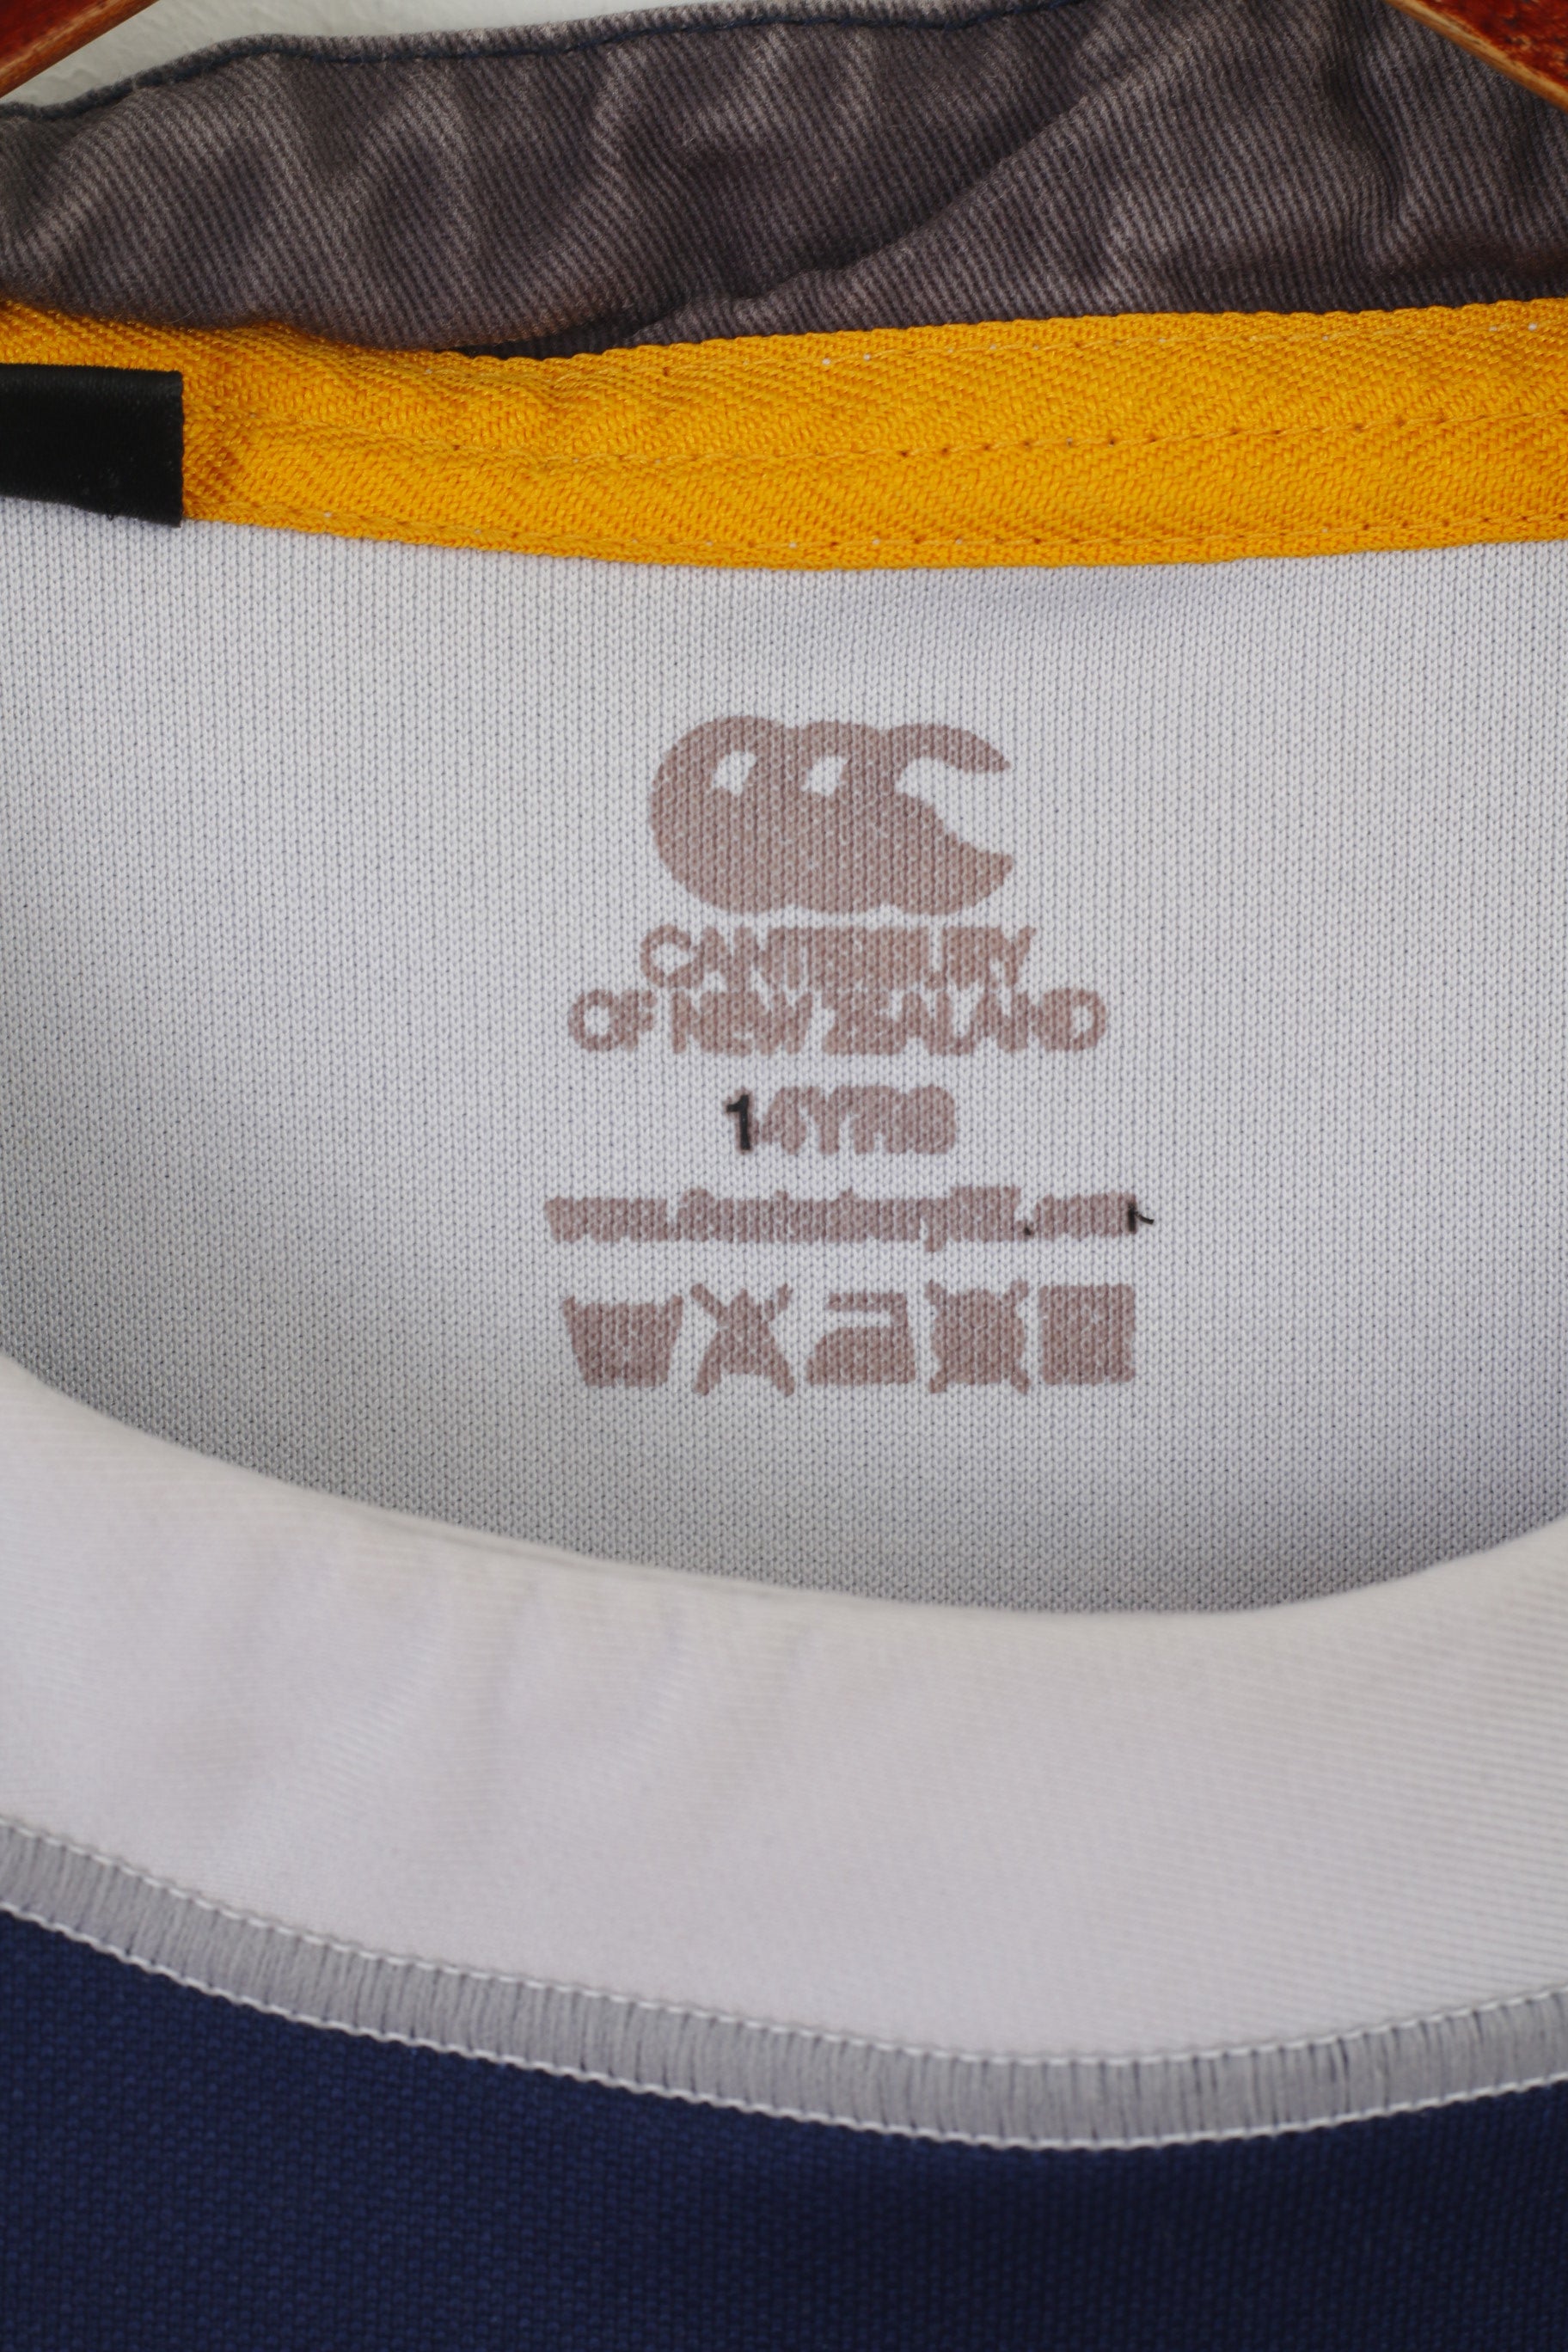 CANTERBURY
OF NEW ZEALAND
14YRS